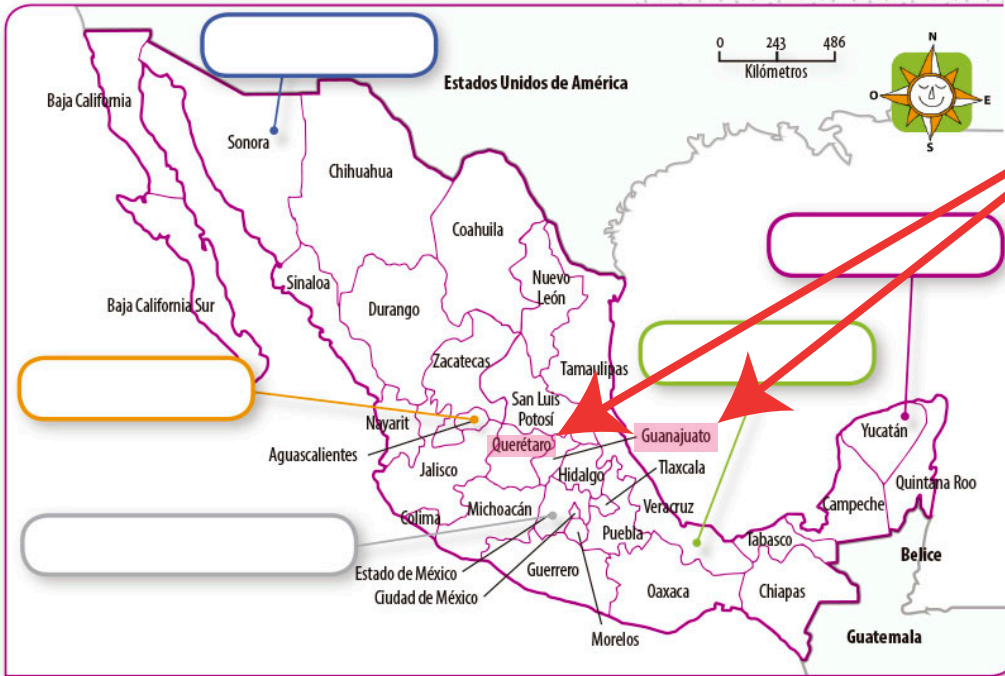 N
0 243 486
Kilómetros
Estados Unidos de América
O
E
S
Baja California
Sonora
Chihuahua
Coahuila
Nuevo
León
Sinaloa
Baja California Sur
Durango
Zacatecas
Tamaulipas
San Luis
Potosí
Nayarit
Aguascalientes
Querétaro
Guanajuato
Yucatán
Jalisco
Hidalgo
Tlaxcala
Quintana Roo
Campeche
Colima
Michoacán
Veracruz
Puebla
Tabasco
Belice
Estado de México
Guerrero
Ciudad de México
Oaxaca
Chiapas
Morelos
Guatemala